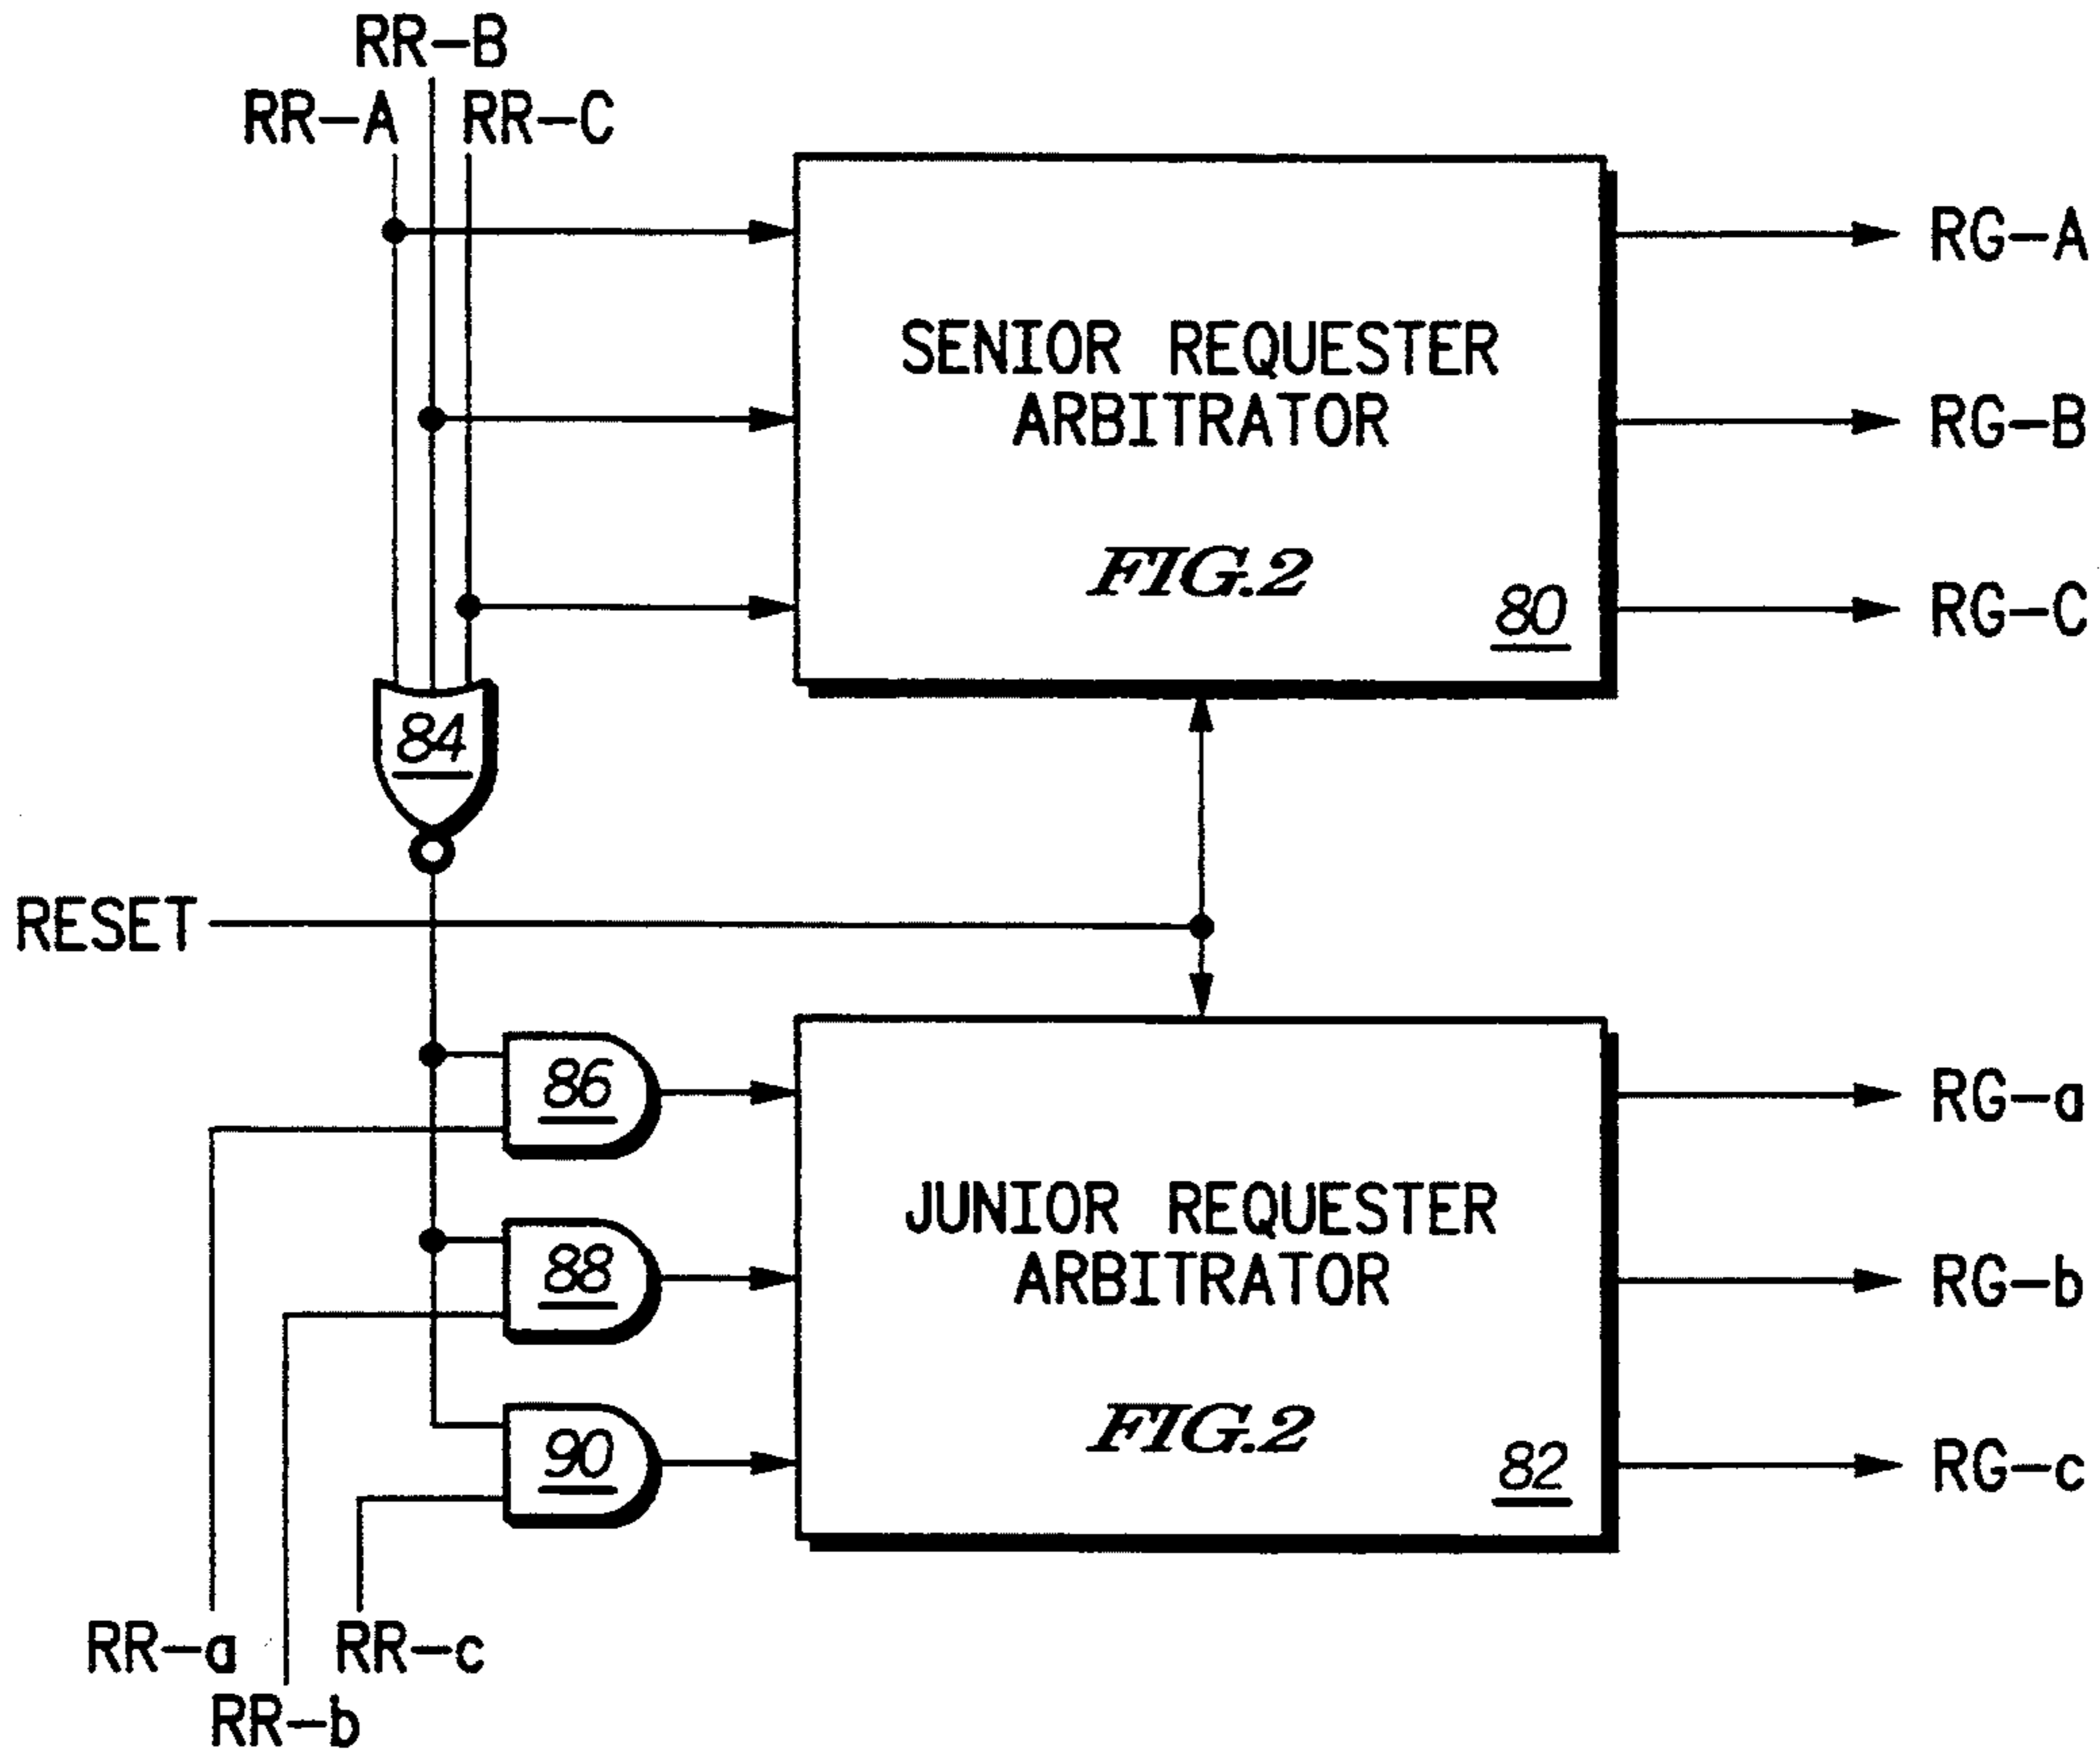 RR-B
RR-A RR-C
RG-A
SENIOR REQUESTER
ARBITRATOR
RG-B
FIG.2
80
RG-C
84
RESET
86
RG-a
JUNIOR REQUESTER
ARBITRATOR
88
RG-b
FIG.2
90
82
RG-c
RR-a RR-c
RR-b